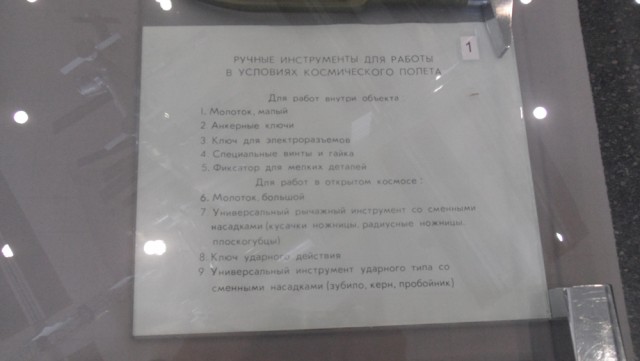 1
РУЧНЫЕ ИНСТРУМЕНТЫ ДЛЯ РАБОТЫ
В УСЛОВИЯХ КОСМИЧЕСКОГО ПОЛЕТА
Для работ внутри объекта
1. Молоток, малый
2 Анкерные ключи
3 Ключ для электроразъемов
4 Специальные винты и гайка
5. Фиксатор для мелких деталей
Для работ в открытом космосе:
6. Молоток, большой
7 Универсальный рычажный инструмент со сменными
насадками (кусачки ножницы, радиусные ножницы,
плоскогубцы)
8 Ключ ударного действия
9 Универсальный инструмент ударного типа со
сменными насадками (зубило, керн, пробойник)